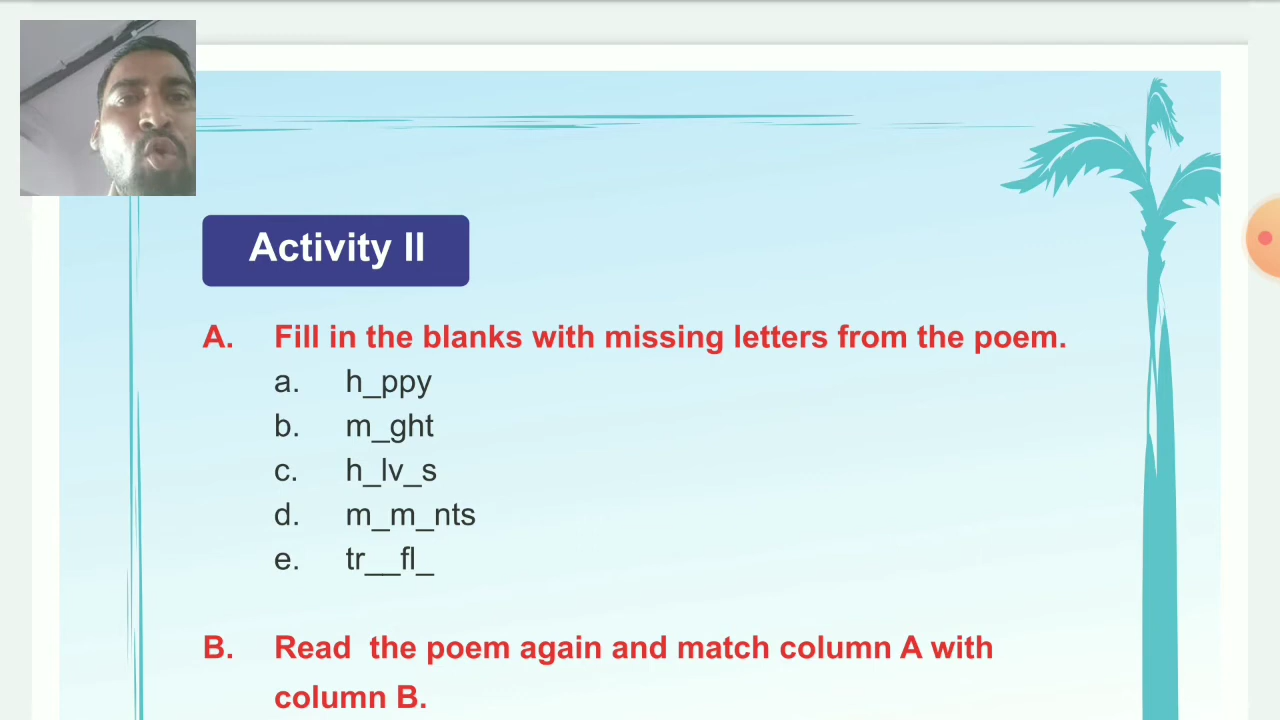 Activity II
A. Fill in the blanks with missing letters from the poem.
a. h_ppy
b. m_ght
c. h_lv_s
d. m_m_nts
e. tr__fl_
B. Read the poem again and match column A with
column B.